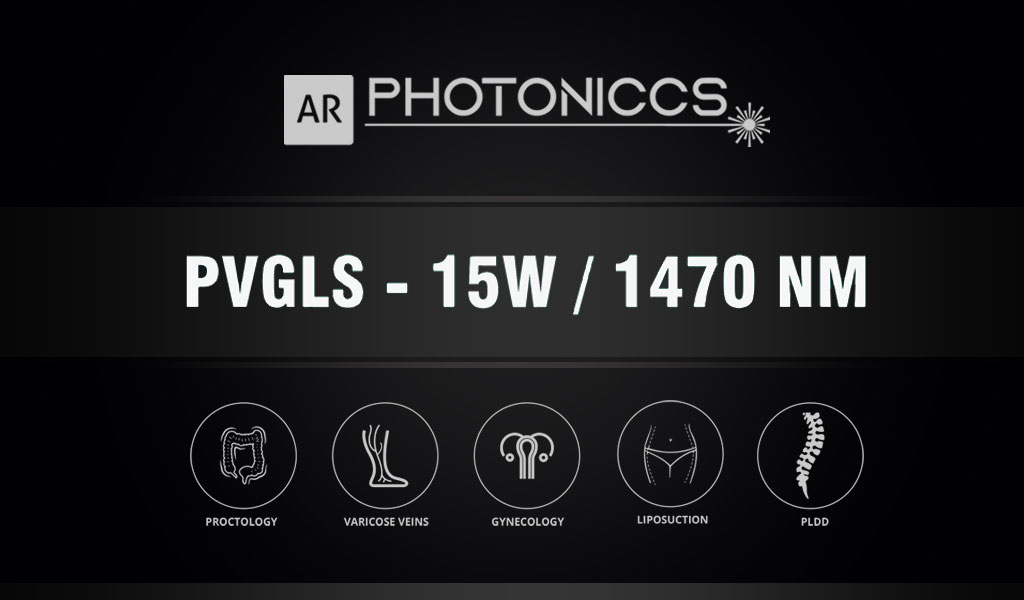 AR PHOTONICCS
PVGLS - 15W / 1470 NM
PROCTOLOGY
VARICOSE VEINS
GYNECOLOGY
LIPOSUCTION
PLDD